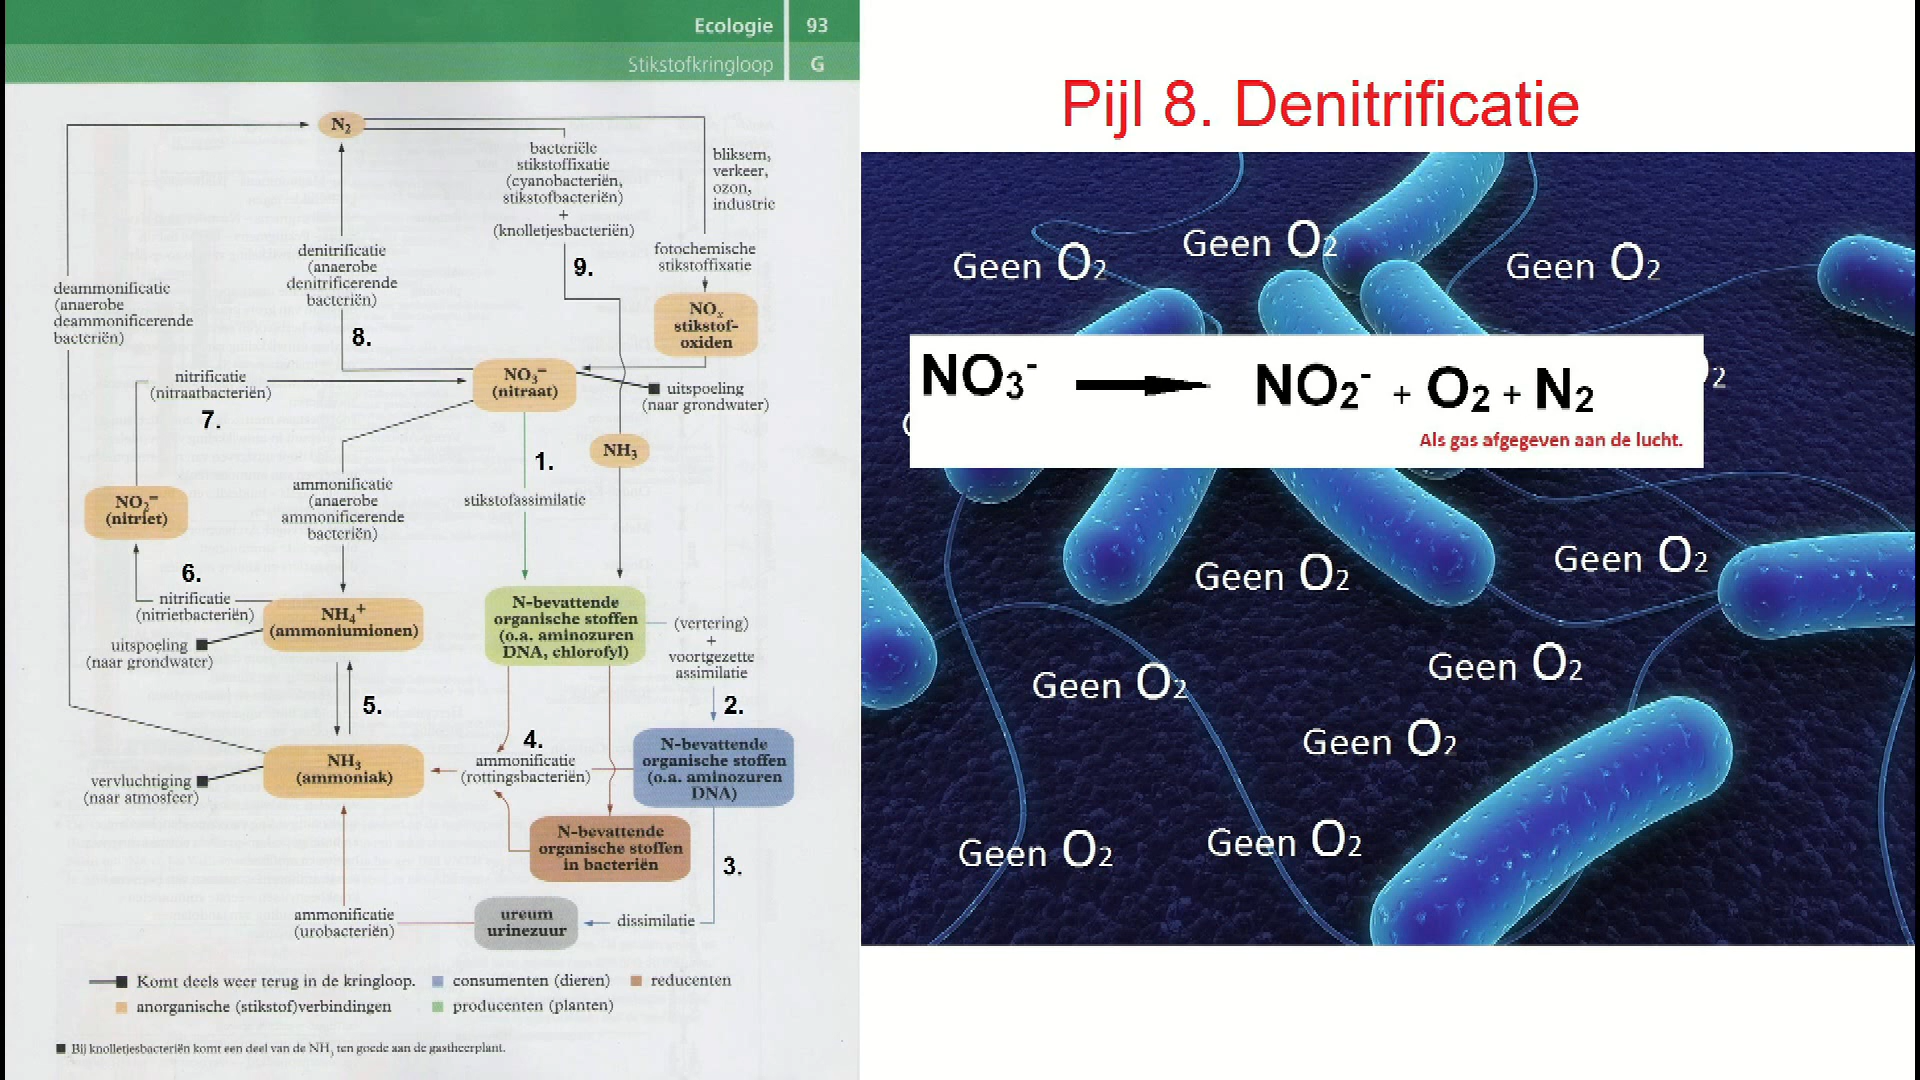 Ecologie 93
Stikstofkringloop G
N₂
bacteriële
stikstoffixatie
(cyanobacteriën,
stikstofbacteriën)
+
(knolletjesbacteriën)
bliksem,
verkeer,
ozon,
industrie
denitrificatie
(anaerobe
denitrificerende
bacteriën)
fotochemische
stikstoffixatie
9.
deammonificatie
(anaerobe
deammonificerende
bacteriën)
NOₓ
stikstof-
oxiden
8.
nitrificatie
(nitraatbacteriën)
7.
NO₃⁻
(nitraat)
uitspoeling
(naar grondwater)
NH₃
1.
stikstofassimilatie
ammonificatie
(anaerobe
ammonificerende
bacteriën)
NO₂⁻
(nitriet)
6.
nitrificatie
(nitrietbacteriën)
NH₄⁺
(ammoniumionen)
uitspoeling
(naar grondwater)
N-bevattende
organische stoffen
(o.a. aminozuren
DNA, chlorofyl)
(vertering)
+
voortgezette
assimilatie
5.
2.
4.
ammonificatie
(rottingsbacteriën)
N-bevattende
organische stoffen
(o.a. aminozuren
DNA)
NH₃
(ammoniak)
vervluchtiging
(naar atmosfeer)
N-bevattende
organische stoffen
in bacteriën
3.
ammonificatie
(urobacteriën)
ureum
urinezuur
dissimilatie
Komt deels weer terug in de kringloop.
consumenten (dieren)
reducenten
anorganische (stikstof)verbindingen
producenten (planten)
Bij knolletjesbacteriën komt een deel van de NH₃ ten goede aan de gastheerplant.
Pijl 8. Denitrificatie
Geen O₂
Geen O₂
Geen O₂
NO₃⁻ → NO₂⁻ + O₂ + N₂
Als gas afgegeven aan de lucht.
Geen O₂
Geen O₂
Geen O₂
Geen O₂
Geen O₂
Geen O₂
Geen O₂